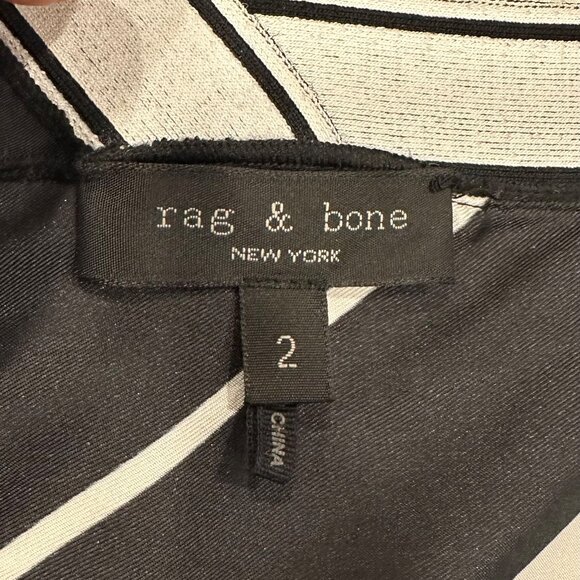 rag & bone
NEW YORK
2
CHINA